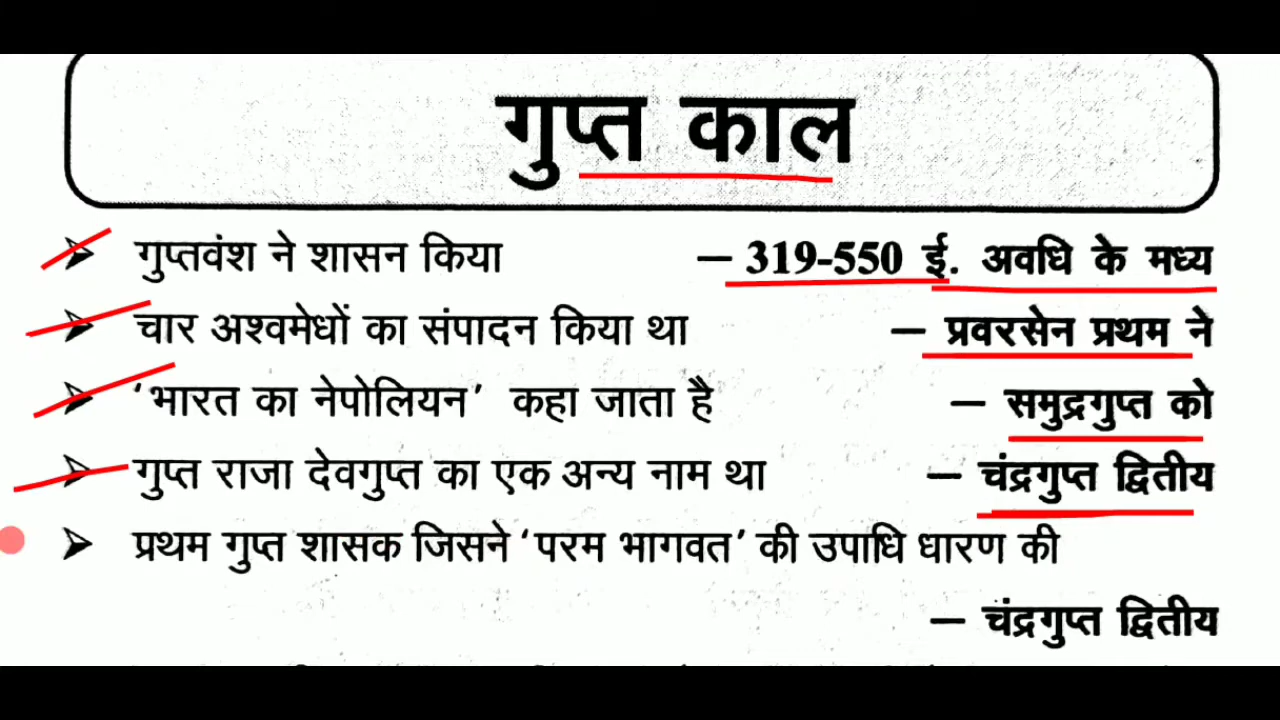 गुप्त काल
➢ गुप्तवंश ने शासन किया — 319-550 ई. अवधि के मध्य
➢ चार अश्वमेधों का संपादन किया था — प्रवरसेन प्रथम ने
➢ 'भारत का नेपोलियन' कहा जाता है — समुद्रगुप्त को
➢ गुप्त राजा देवगुप्त का एक अन्य नाम था — चंद्रगुप्त द्वितीय
➢ प्रथम गुप्त शासक जिसने 'परम भागवत' की उपाधि धारण की
— चंद्रगुप्त द्वितीय